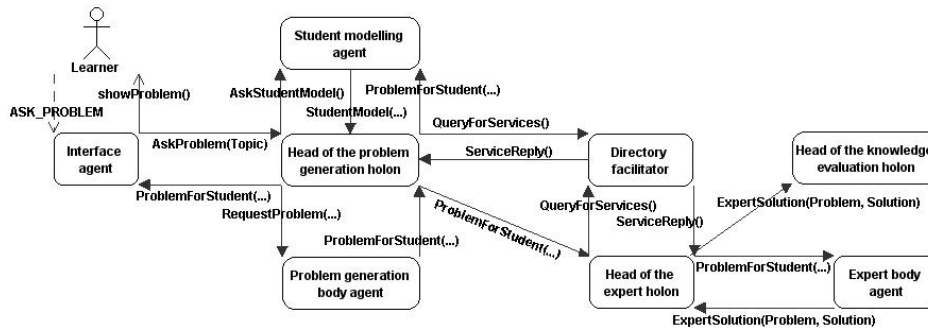 Student modelling
agent
Learner
showProblem()
AskStudentModel()
ProblemForStudent(...)
ASK_PROBLEM
StudentModel(...)
QueryForServices()
Interface
agent
AskProblem(Topic)
Head of the problem
generation holon
ServiceReply()
Directory
facilitator
Head of the knowledge
evaluation holon
ProblemForStudent(...)
RequestProblem(...)
ProblemForStudent(...)
ProblemForStudent(...)
QueryForServices()
ServiceReply()
ExpertSolution(Problem, Solution)
Problem generation
body agent
Head of the
expert holon
ProblemForStudent(...)
Expert body
agent
ExpertSolution(Problem, Solution)